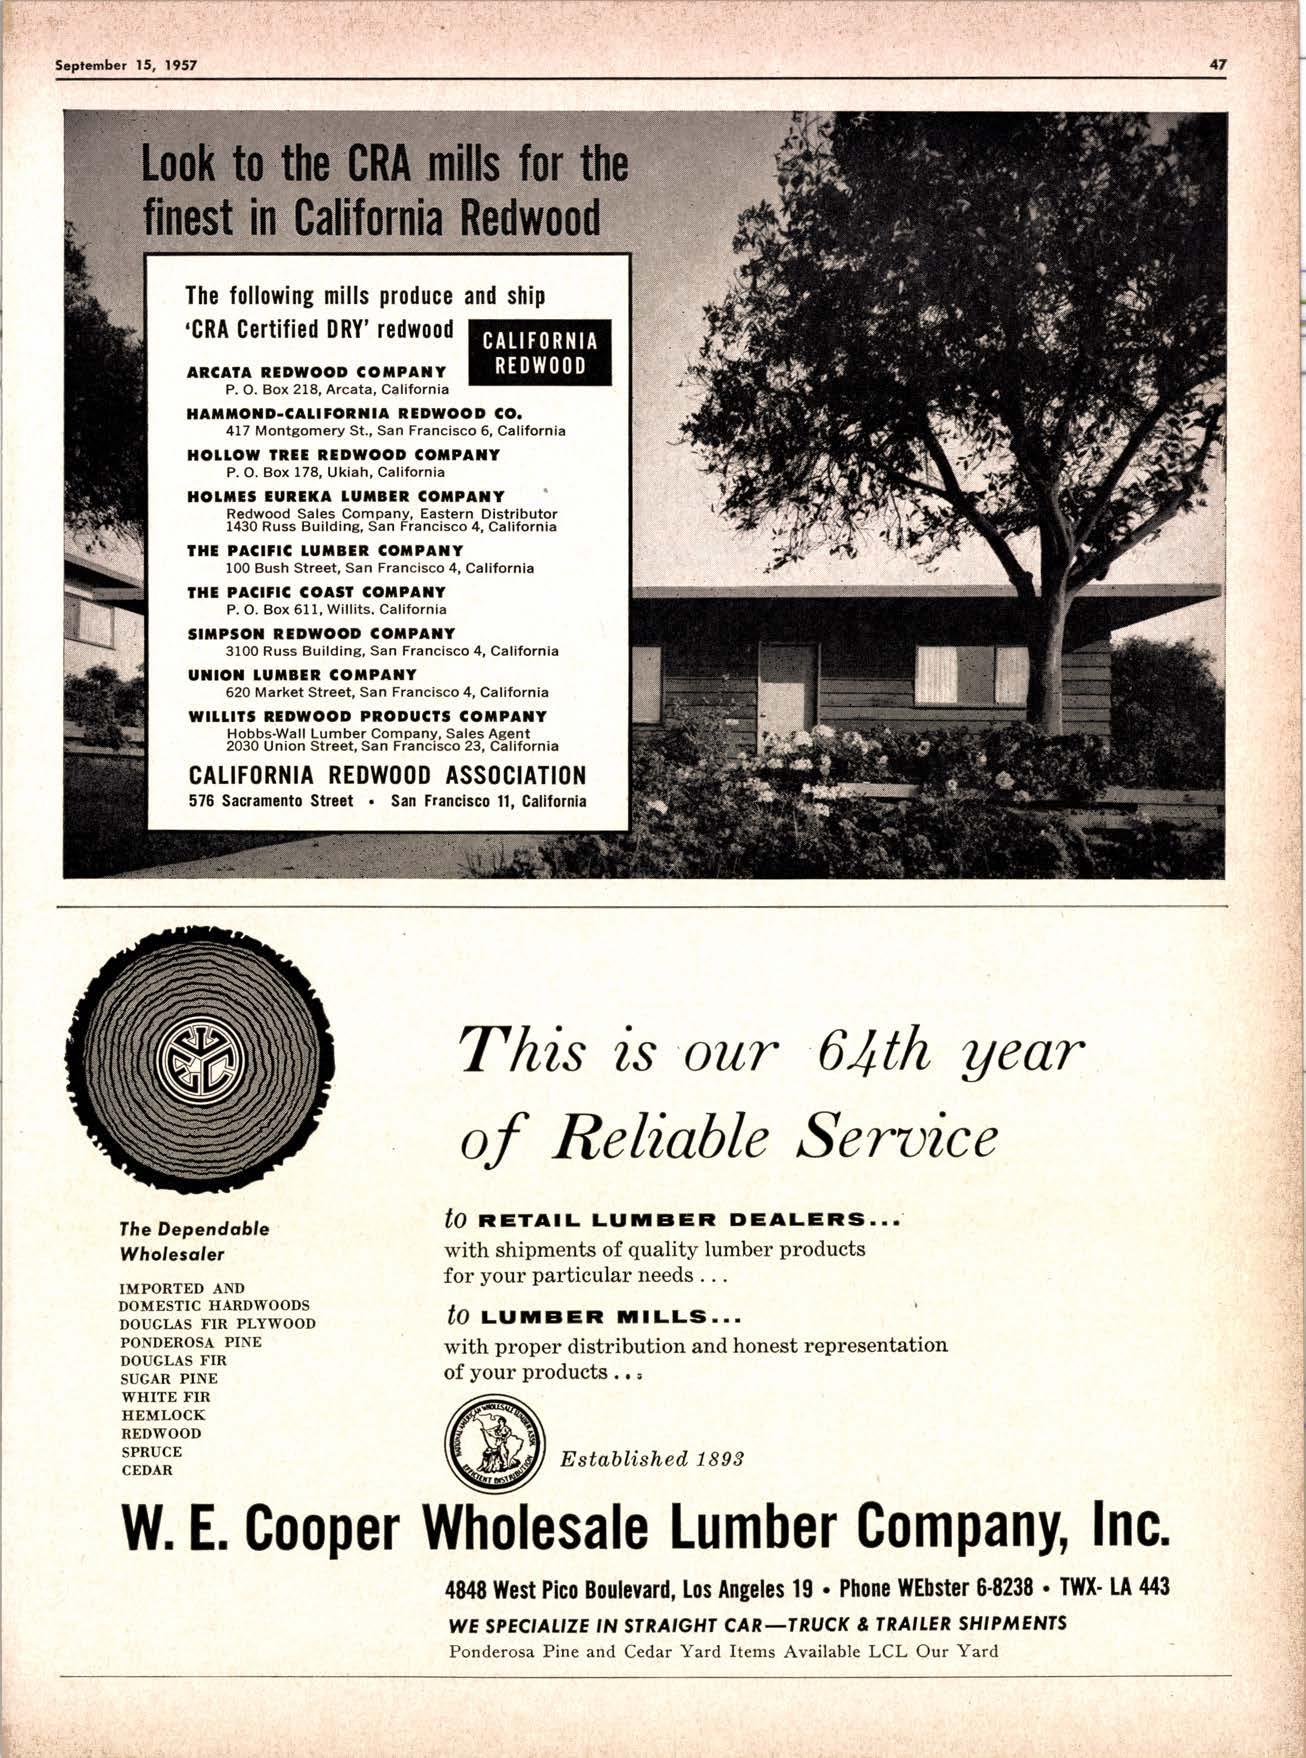 September 15, 1957
47
Look to the CRA mills for the
finest in California Redwood
The following mills produce and ship
‘CRA Certified DRY’ redwood
CALIFORNIA
REDWOOD
ARCATA REDWOOD COMPANY
P. O. Box 218, Arcata, California
HAMMOND-CALIFORNIA REDWOOD CO.
417 Montgomery St., San Francisco 6, California
HOLLOW TREE REDWOOD COMPANY
P. O. Box 178, Ukiah, California
HOLMES EUREKA LUMBER COMPANY
Redwood Sales Company, Eastern Distributor
1430 Russ Building, San Francisco 4, California
THE PACIFIC LUMBER COMPANY
100 Bush Street, San Francisco 4, California
THE PACIFIC COAST COMPANY
P. O. Box 611, Willits, California
SIMPSON REDWOOD COMPANY
3100 Russ Building, San Francisco 4, California
UNION LUMBER COMPANY
620 Market Street, San Francisco 4, California
WILLITS REDWOOD PRODUCTS COMPANY
Hobbs-Wall Lumber Company, Sales Agent
2030 Union Street, San Francisco 23, California
CALIFORNIA REDWOOD ASSOCIATION
576 Sacramento Street • San Francisco 11, California
This is our 64th year
of Reliable Service
The Dependable
Wholesaler
IMPORTED AND
DOMESTIC HARDWOODS
DOUGLAS FIR PLYWOOD
PONDEROSA PINE
DOUGLAS FIR
SUGAR PINE
WHITE FIR
HEMLOCK
REDWOOD
SPRUCE
CEDAR
to RETAIL LUMBER DEALERS...
with shipments of quality lumber products
for your particular needs . . .
to LUMBER MILLS...
with proper distribution and honest representation
of your products . . .
NATIONAL-AMERICAN WHOLESALE LUMBER ASSN.
EFFICIENT DISTRIBUTION
Established 1893
W. E. Cooper Wholesale Lumber Company, Inc.
4848 West Pico Boulevard, Los Angeles 19 • Phone WEbster 6-8238 • TWX- LA 443
WE SPECIALIZE IN STRAIGHT CAR—TRUCK & TRAILER SHIPMENTS
Ponderosa Pine and Cedar Yard Items Available LCL Our Yard